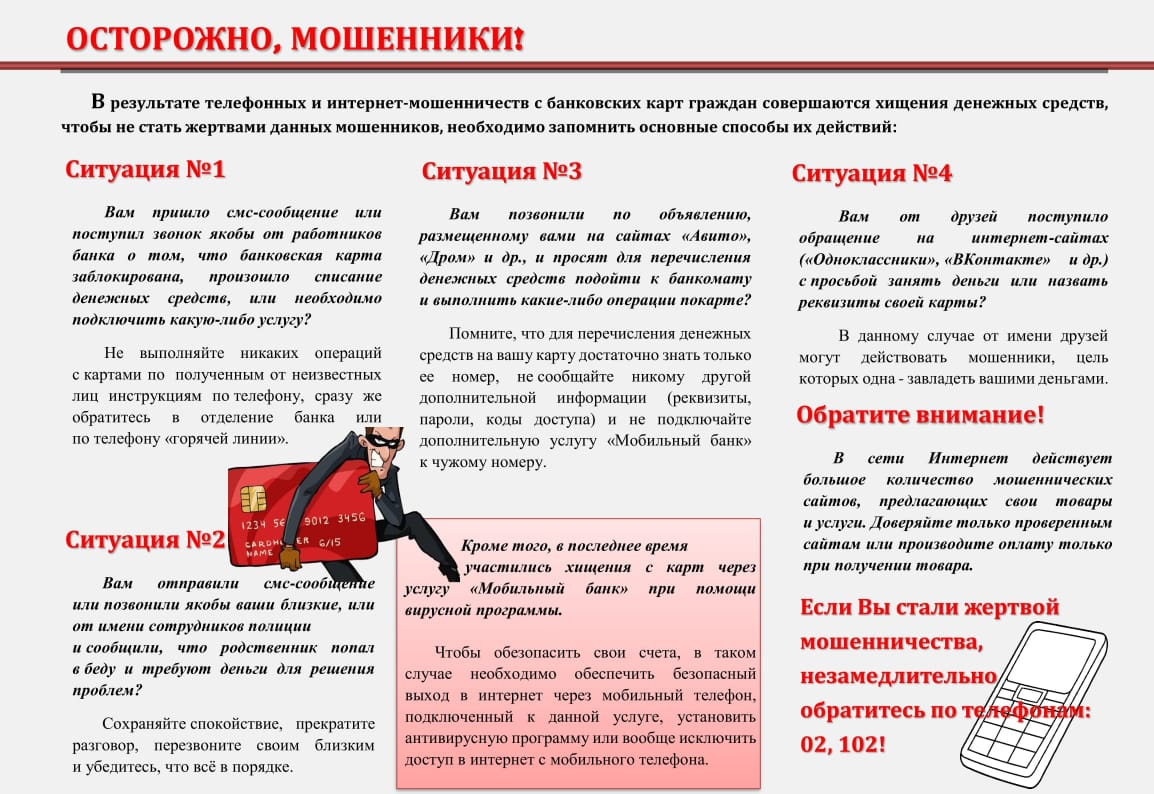 ОСТОРОЖНО, МОШЕННИКИ!
В результате телефонных и интернет-мошенничеств с банковских карт граждан совершаются хищения денежных средств,
чтобы не стать жертвами данных мошенников, необходимо запомнить основные способы их действий:
Ситуация №1
Вам пришло смс-сообщение или
поступил звонок якобы от работников
банка о том, что банковская карта
заблокирована, произошло списание
денежных средств, или необходимо
подключить какую-либо услугу?
Не выполняйте никаких операций
с картами по полученным от неизвестных
лиц инструкциям по телефону, сразу же
обратитесь в отделение банка или
по телефону «горячей линии».
1234 56 9012 3456
CARDHOLDER 6/15
NAME
Ситуация №2
Вам отправили смс-сообщение
или позвонили якобы ваши близкие, или
от имени сотрудников полиции
и сообщили, что родственник попал
в беду и требуют деньги для решения
проблем?
Сохраняйте спокойствие, прекратите
разговор, перезвоните своим близким
и убедитесь, что всё в порядке.
Ситуация №3
Вам позвонили по объявлению,
размещенному вами на сайтах «Авито»,
«Дром» и др., и просят для перечисления
денежных средств подойти к банкомату
и выполнить какие-либо операции покарте?
Помните, что для перечисления денежных
средств на вашу карту достаточно знать только
ее номер, не сообщайте никому другой
дополнительной информации (реквизиты,
пароли, коды доступа) и не подключайте
дополнительную услугу «Мобильный банк»
к чужому номеру.
Кроме того, в последнее время
участились хищения с карт через
услугу «Мобильный банк» при помощи
вирусной программы.
Чтобы обезопасить свои счета, в таком
случае необходимо обеспечить безопасный
выход в интернет через мобильный телефон,
подключенный к данной услуге, установить
антивирусную программу или вообще исключить
доступ в интернет с мобильного телефона.
Ситуация №4
Вам от друзей поступило
обращение на интернет-сайтах
(«Одноклассники», «ВКонтакте» и др.)
с просьбой занять деньги или назвать
реквизиты своей карты?
В данному случае от имени друзей
могут действовать мошенники, цель
которых одна - завладеть вашими деньгами.
Обратите внимание!
В сети Интернет действует
большое количество мошеннических
сайтов, предлагающих свои товары
и услуги. Доверяйте только проверенным
сайтам или производите оплату только
при получении товара.
Если Вы стали жертвой
мошенничества,
незамедлительно
обратитесь по телефонам:
02, 102!